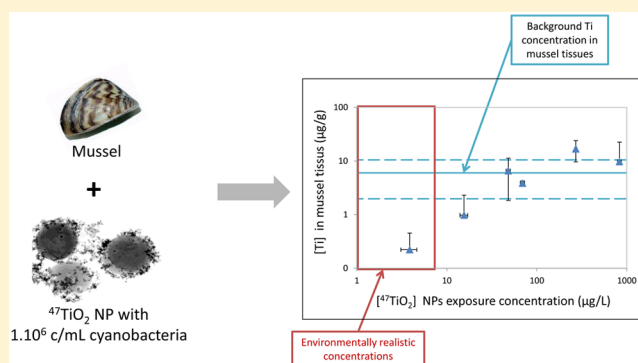 Mussel
+
⁴⁷TiO₂ NP with
1.10⁶ c/mL cyanobacteria
Background Ti
concentration in
mussel tissues
[Ti] in mussel tissus (µg/g)
100
10
1
0
1
10
100
1000
[⁴⁷TiO₂] NPs exposure concentration (µg/L)
Environmentally realistic
concentrations